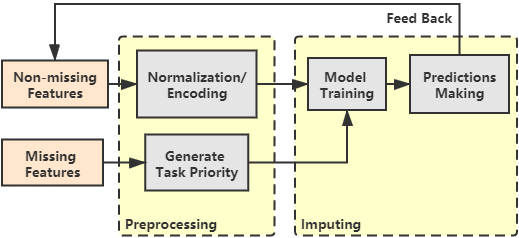 Feed Back
Non-missing
Features
Normalization/
Encoding
Model
Training
Predictions
Making
Missing
Features
Generate
Task Priority
Preprocessing
Imputing